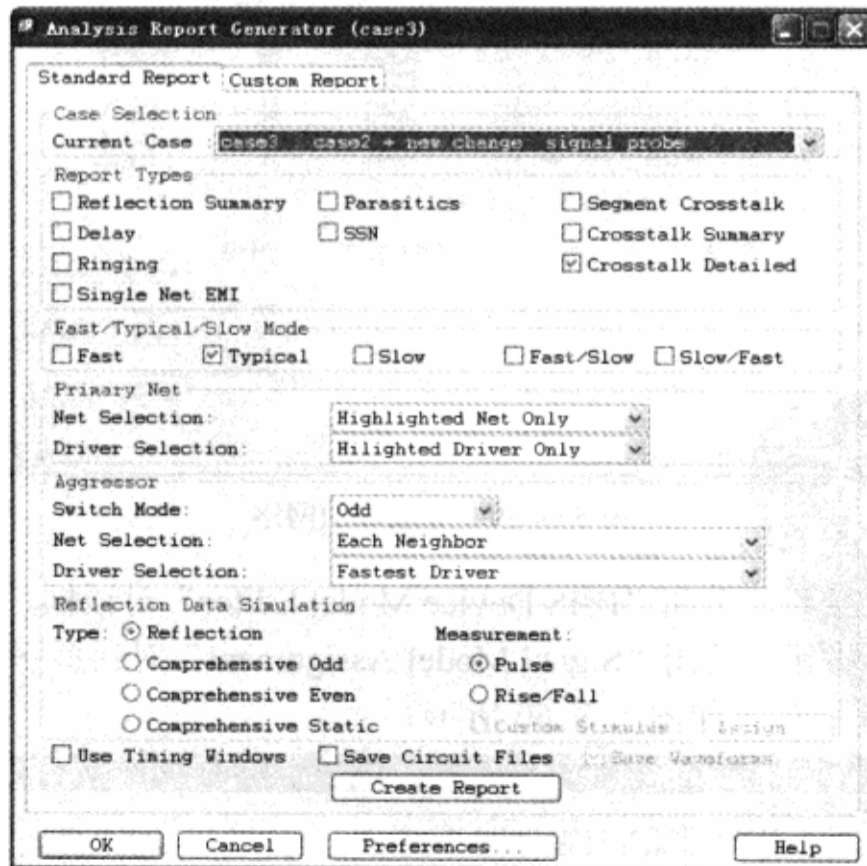 Analysis Report Generator (case3)
Standard Report Custom Report
Case Selection
Current Case : case3 case2 + new change signal probe
Report Types
Reflection Summary Parasitics Segment Crosstalk
Delay SSN Crosstalk Summary
Ringing Crosstalk Detailed
Single Net EMI
Fast/Typical/Slow Mode
Fast Typical Slow Fast/Slow Slow/Fast
Primary Net
Net Selection: Highlighted Net Only
Driver Selection: Hilighted Driver Only
Aggressor
Switch Mode: Odd
Net Selection: Each Neighbor
Driver Selection: Fastest Driver
Reflection Data Simulation
Type: Reflection Measurement:
Comprehensive Odd Pulse
Comprehensive Even Rise/Fall
Comprehensive Static Custom Stimulus Assign
Use Timing Windows Save Circuit Files Save Waveforms
Create Report
OK Cancel Preferences... Help